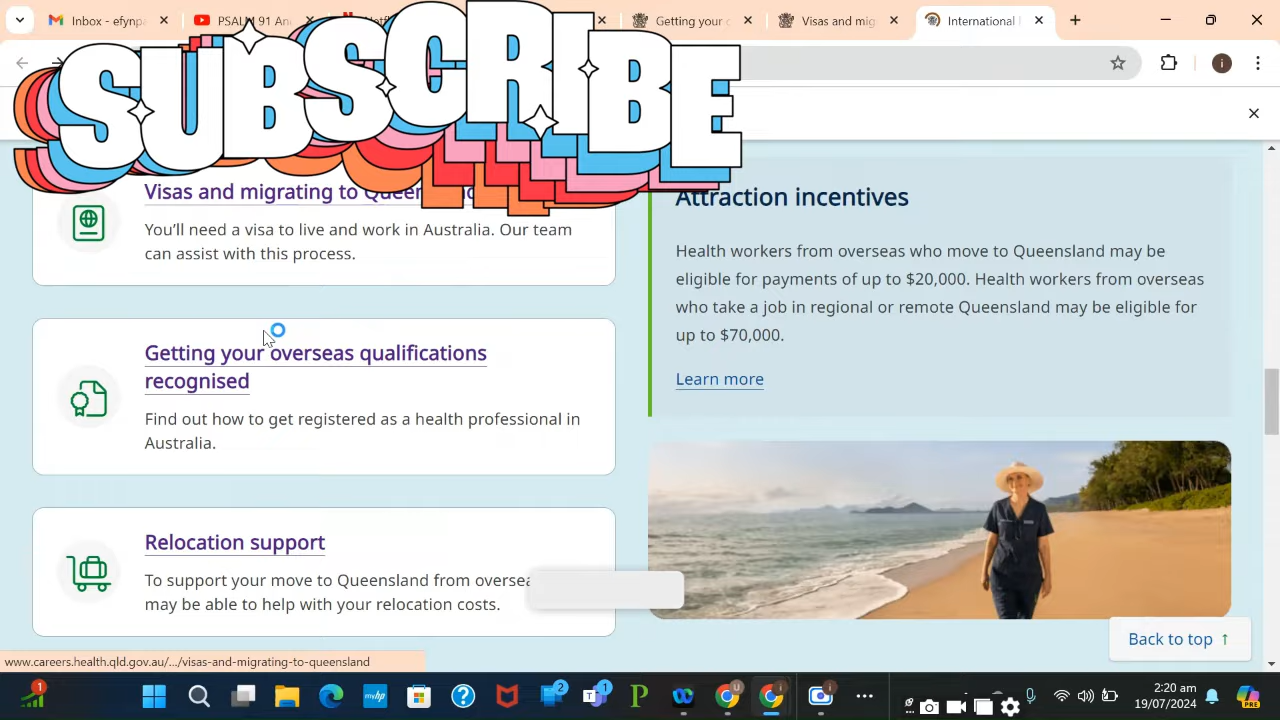 Inbox - efynp
PSALM 91 An
Getting your
Visas and mig
International
SUBSCRIBE
i
Visas and migrating to Queen
You'll need a visa to live and work in Australia. Our team
can assist with this process.
Getting your overseas qualifications
recognised
Find out how to get registered as a health professional in
Australia.
Relocation support
To support your move to Queensland from overse
may be able to help with your relocation costs.
Attraction incentives
Health workers from overseas who move to Queensland may be
eligible for payments of up to $20,000. Health workers from overseas
who take a job in regional or remote Queensland may be eligible for
up to $70,000.
Learn more
Back to top ↑
www.careers.health.qld.gov.au/.../visas-and-migrating-to-queensland
1
2
1
U
i
i
2:20 am
19/07/2024
PRE